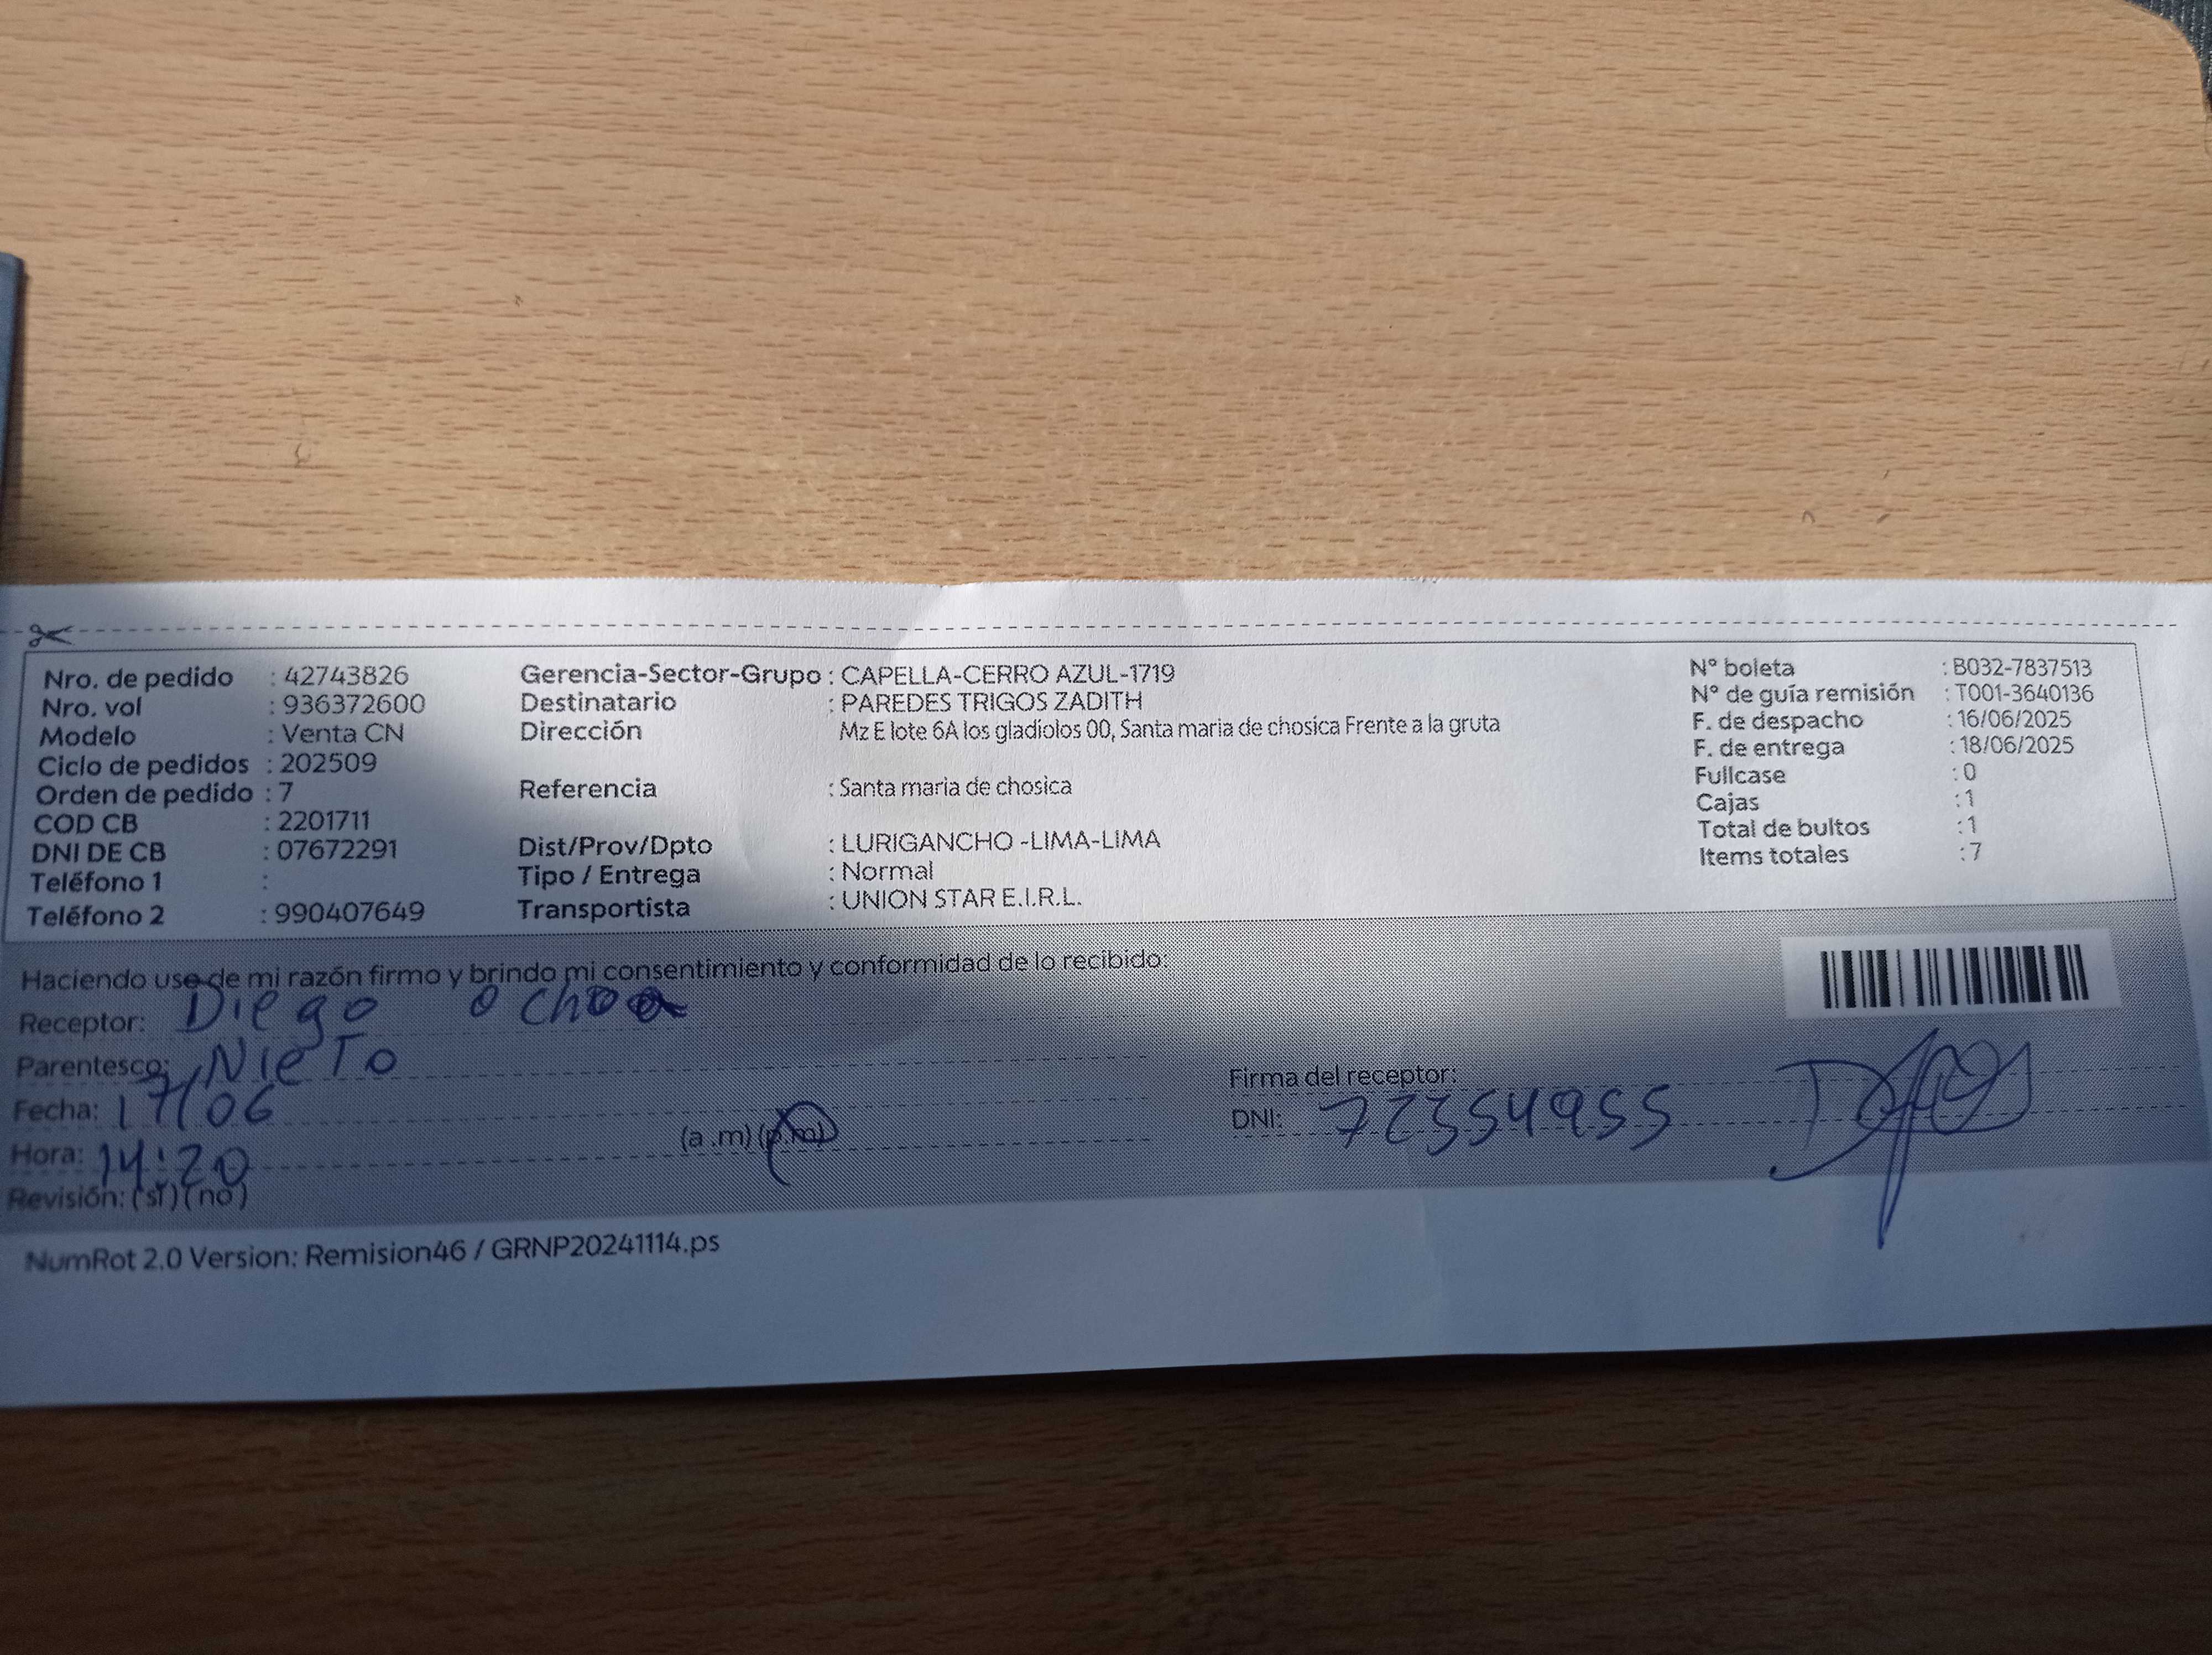 Nro. de pedido : 42743826
Nro. vol : 936372600
Modelo : Venta CN
Ciclo de pedidos : 202509
Orden de pedido : 7
COD CB : 2201711
DNI DE CB : 07672291
Teléfono 1 :
Teléfono 2 : 990407649
Gerencia-Sector-Grupo : CAPELLA-CERRO AZUL-1719
Destinatario : PAREDES TRIGOS ZADITH
Dirección Mz E lote 6A los gladiolos 00, Santa maria de chosica Frente a la gruta
Referencia : Santa maria de chosica
Dist/Prov/Dpto : LURIGANCHO -LIMA-LIMA
Tipo / Entrega : Normal
Transportista : UNION STAR E.I.R.L.
N° boleta : B032-7837513
N° de guía remisión : T001-3640136
F. de despacho : 16/06/2025
F. de entrega : 18/06/2025
Fullcase : 0
Cajas : 1
Total de bultos : 1
Items totales : 7
Haciendo uso de mi razón firmo y brindo mi consentimiento y conformidad de lo recibido:
Receptor: Diego ochoa
Parentesco: NieTo
Fecha: 17/06
Hora: 14:20 (a .m) (p.m)
Revisión: (si) (no)
Firma del receptor:
DNI: 72354955
NumRot 2.0 Version: Remision46 / GRNP20241114.ps